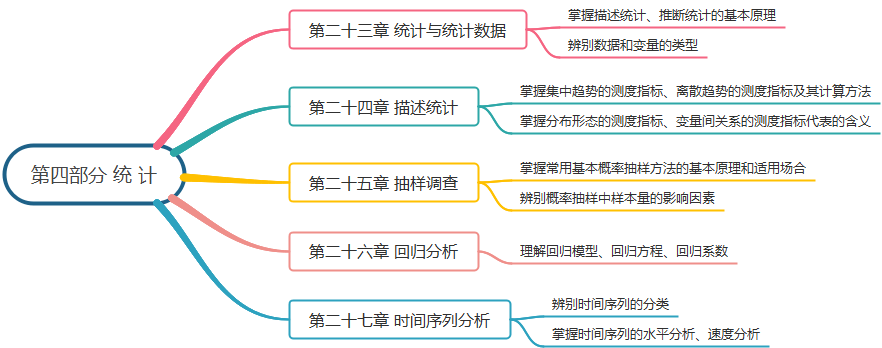 第四部分 统 计
第二十三章 统计与统计数据
掌握描述统计、推断统计的基本原理
辨别数据和变量的类型
第二十四章 描述统计
掌握集中趋势的测度指标、离散趋势的测度指标及其计算方法
掌握分布形态的测度指标、变量间关系的测度指标代表的含义
第二十五章 抽样调查
掌握常用基本概率抽样方法的基本原理和适用场合
辨别概率抽样中样本量的影响因素
第二十六章 回归分析
理解回归模型、回归方程、回归系数
第二十七章 时间序列分析
辨别时间序列的分类
掌握时间序列的水平分析、速度分析